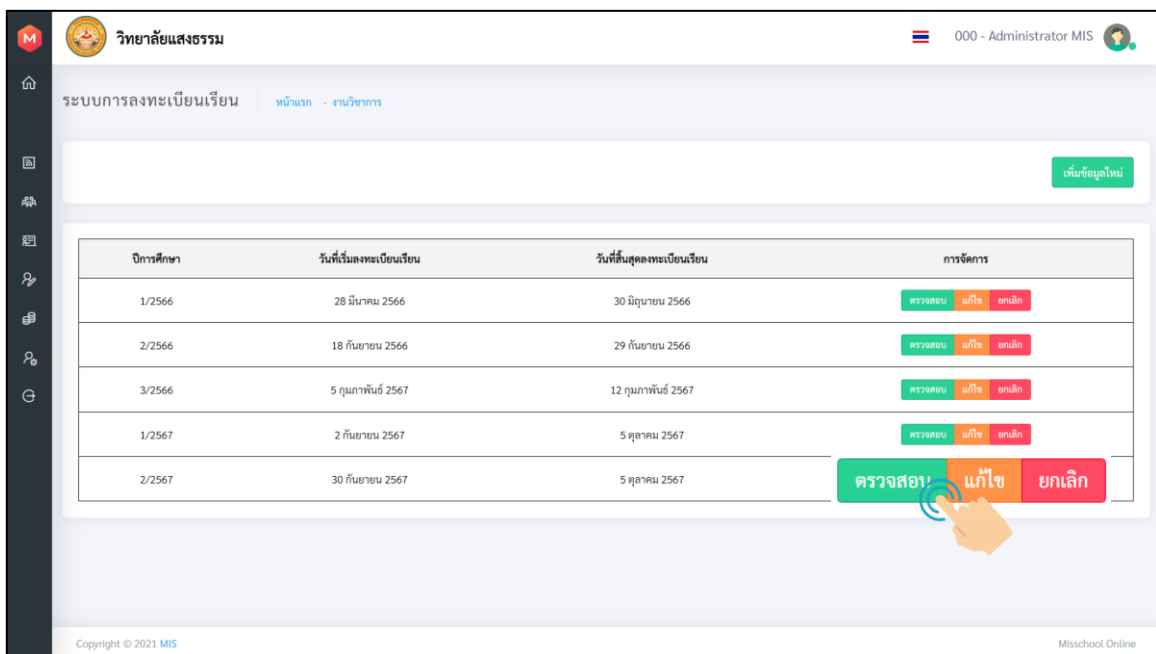 M
วิทยาลัยแสงธรรม
000 - Administrator MIS
ระบบการลงทะเบียนเรียน หน้าแรก - งานวิชาการ
เพิ่มข้อมูลใหม่
ปีการศึกษา วันที่เริ่มลงทะเบียนเรียน วันที่สิ้นสุดลงทะเบียนเรียน การจัดการ
1/2566 28 มีนาคม 2566 30 มิถุนายน 2566 ตรวจสอบ แก้ไข ยกเลิก
2/2566 18 กันยายน 2566 29 กันยายน 2566 ตรวจสอบ แก้ไข ยกเลิก
3/2566 5 กุมภาพันธ์ 2567 12 กุมภาพันธ์ 2567 ตรวจสอบ แก้ไข ยกเลิก
1/2567 2 กันยายน 2567 5 ตุลาคม 2567 ตรวจสอบ แก้ไข ยกเลิก
2/2567 30 กันยายน 2567 5 ตุลาคม 2567 ตรวจสอบ แก้ไข ยกเลิก
Copyright © 2021 MIS Misschool Online